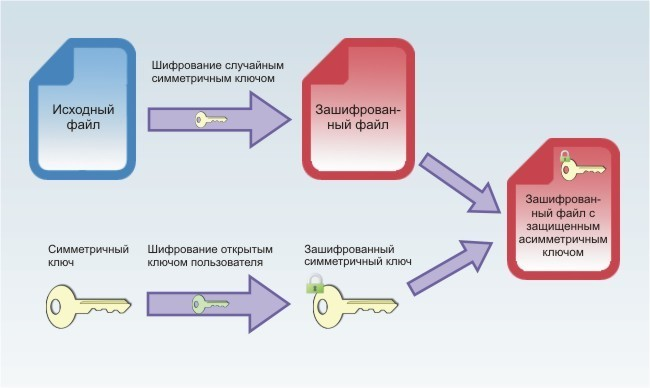 Шифрование случайным
симметричным ключом
Исходный
файл
Зашифрован-
ный файл
Зашифрован-
ный файл с
защищенным
асимметричным
ключом
Симметричный
ключ
Шифрование открытым
ключом пользователя
Зашифрованный
симметричный ключ